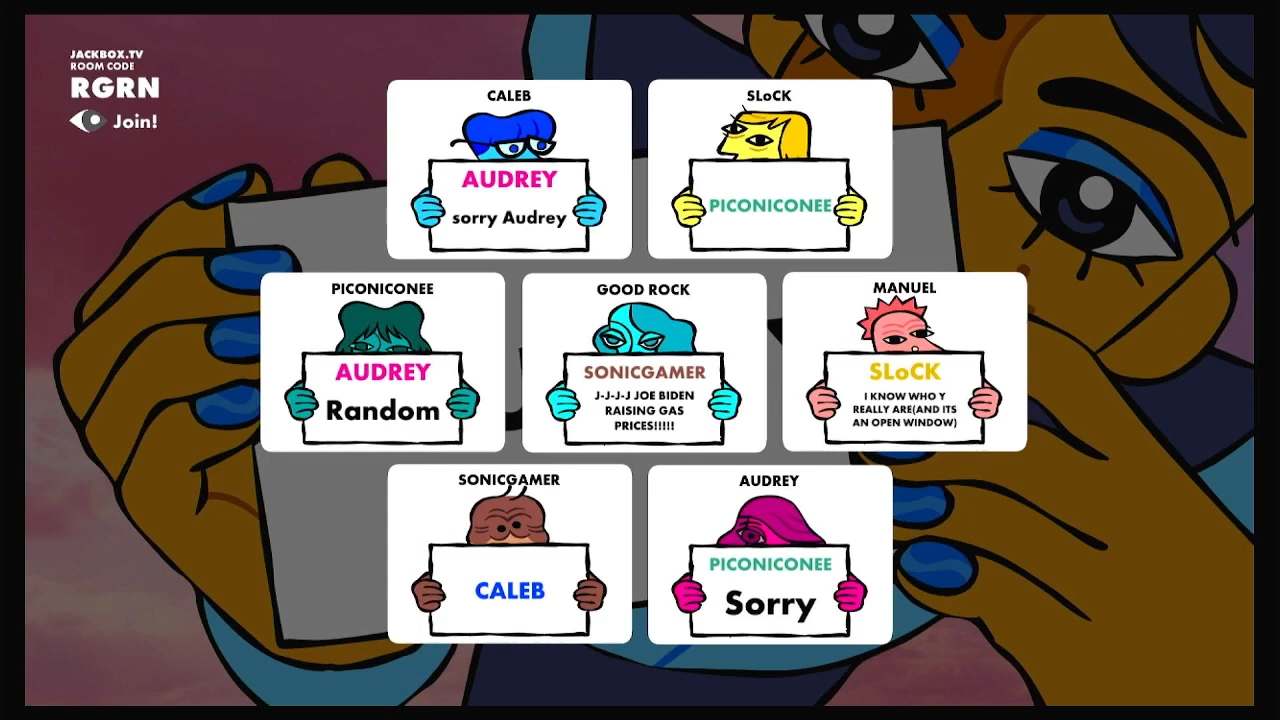 JACKBOX.TV
ROOM CODE
RGRN
Join!
CALEB
AUDREY
sorry Audrey
SLoCK
PICONICONEE
PICONICONEE
AUDREY
Random
GOOD ROCK
SONICGAMER
J-J-J-J JOE BIDEN
RAISING GAS
PRICES!!!!!
MANUEL
SLoCK
I KNOW WHO Y
REALLY ARE(AND ITS
AN OPEN WINDOW)
SONICGAMER
CALEB
AUDREY
PICONICONEE
Sorry